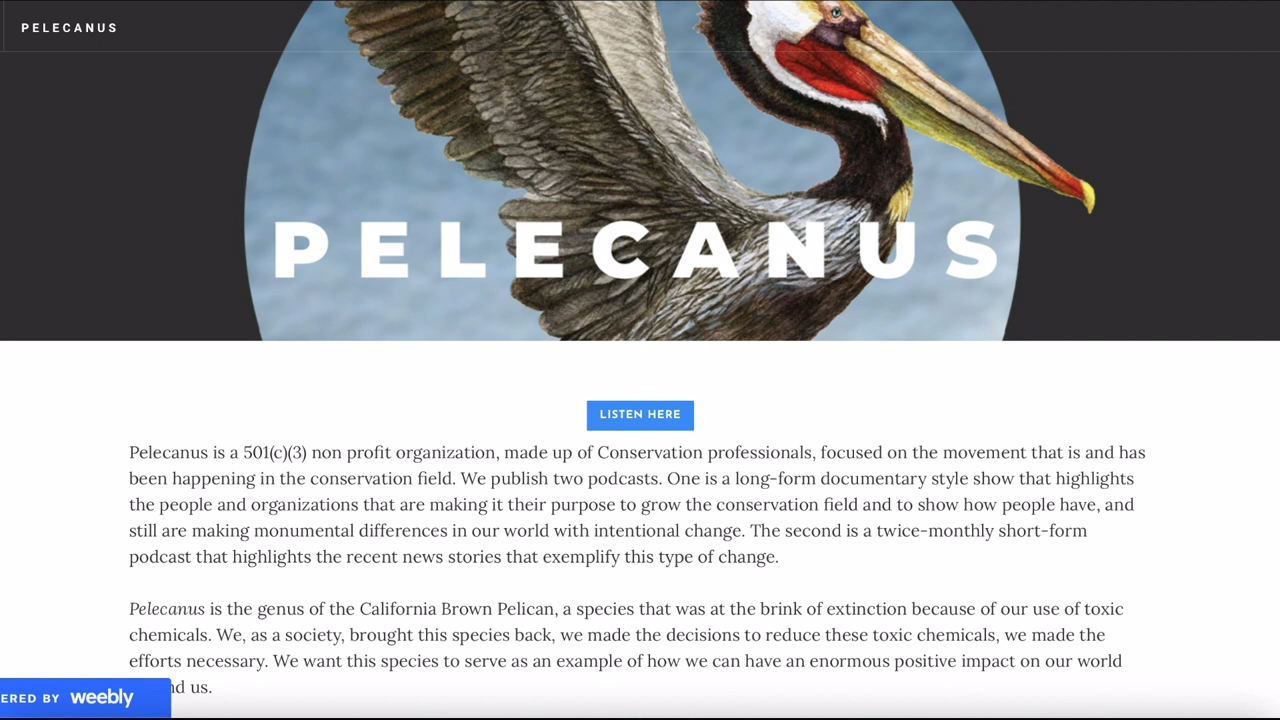 PELECANUS
PELECANUS
LISTEN HERE
Pelecanus is a 501(c)(3) non profit organization, made up of Conservation professionals, focused on the movement that is and has
been happening in the conservation field. We publish two podcasts. One is a long-form documentary style show that highlights
the people and organizations that are making it their purpose to grow the conservation field and to show how people have, and
still are making monumental differences in our world with intentional change. The second is a twice-monthly short-form
podcast that highlights the recent news stories that exemplify this type of change.
Pelecanus is the genus of the California Brown Pelican, a species that was at the brink of extinction because of our use of toxic
chemicals. We, as a society, brought this species back, we made the decisions to reduce these toxic chemicals, we made the
efforts necessary. We want this species to serve as an example of how we can have an enormous positive impact on our world
nd us.
ERED BY weebly